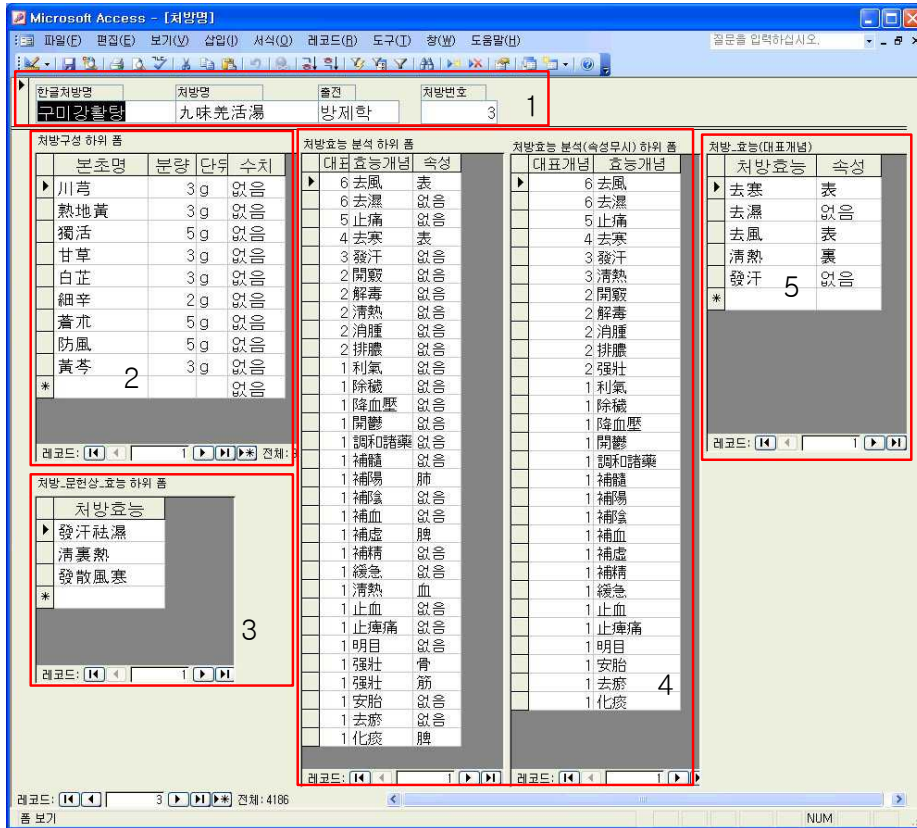 Microsoft Access - [처방명]
파일(F) 편집(E) 보기(V) 삽입(I) 서식(O) 레코드(R) 도구(T) 창(W) 도움말(H) 질문을 입력하십시오.
한글처방명 처방명 출전 처방번호
구미강활탕 九味羌活湯 방제학 3
1
처방구성 하위 폼
본초명 분량 단위 수치
川芎 3 g 없음
熟地黃 3 g 없음
獨活 5 g 없음
甘草 3 g 없음
白芷 3 g 없음
細辛 2 g 없음
蒼朮 5 g 없음
防風 5 g 없음
黃芩 3 g 없음
* 없음
2
레코드: 1 전체:
처방_문헌상_효능 하위 폼
처방효능
發汗祛濕
淸裏熱
發散風寒
*
3
레코드: 1
처방효능 분석 하위 폼
대표 효능개념 속성
6 去風 表
6 去濕 없음
5 止痛 없음
4 去寒 表
3 發汗 없음
2 開竅 없음
2 解毒 없음
2 淸熱 없음
2 消腫 없음
2 排膿 없음
1 利氣 없음
1 除穢 없음
1 降血壓 없음
1 開鬱 없음
1 調和諸藥 없음
1 補髓 없음
1 補陽 肺
1 補陰 없음
1 補血 없음
1 補虛 脾
1 補精 없음
1 緩急 없음
1 淸熱 血
1 止血 없음
1 止痺痛 없음
1 明目 없음
1 强壯 骨
1 强壯 筋
1 安胎 없음
1 去瘀 없음
1 化痰 脾
레코드: 1
처방효능 분석(속성무시) 하위 폼
대표개념 효능개념
6 去風
6 去濕
5 止痛
4 去寒
3 發汗
3 淸熱
2 開竅
2 解毒
2 消腫
2 排膿
2 强壯
1 利氣
1 除穢
1 降血壓
1 開鬱
1 調和諸藥
1 補髓
1 補陽
1 補陰
1 補血
1 補虛
1 補精
1 緩急
1 止血
1 止痺痛
1 明目
1 安胎
1 去瘀
1 化痰
4
레코드: 1
처방_효능(대표개념)
처방효능 속성
去寒 表
去濕 없음
去風 表
淸熱 裏
發汗 없음
*
5
레코드: 1
레코드: 3 전체: 4186
폼 보기 NUM